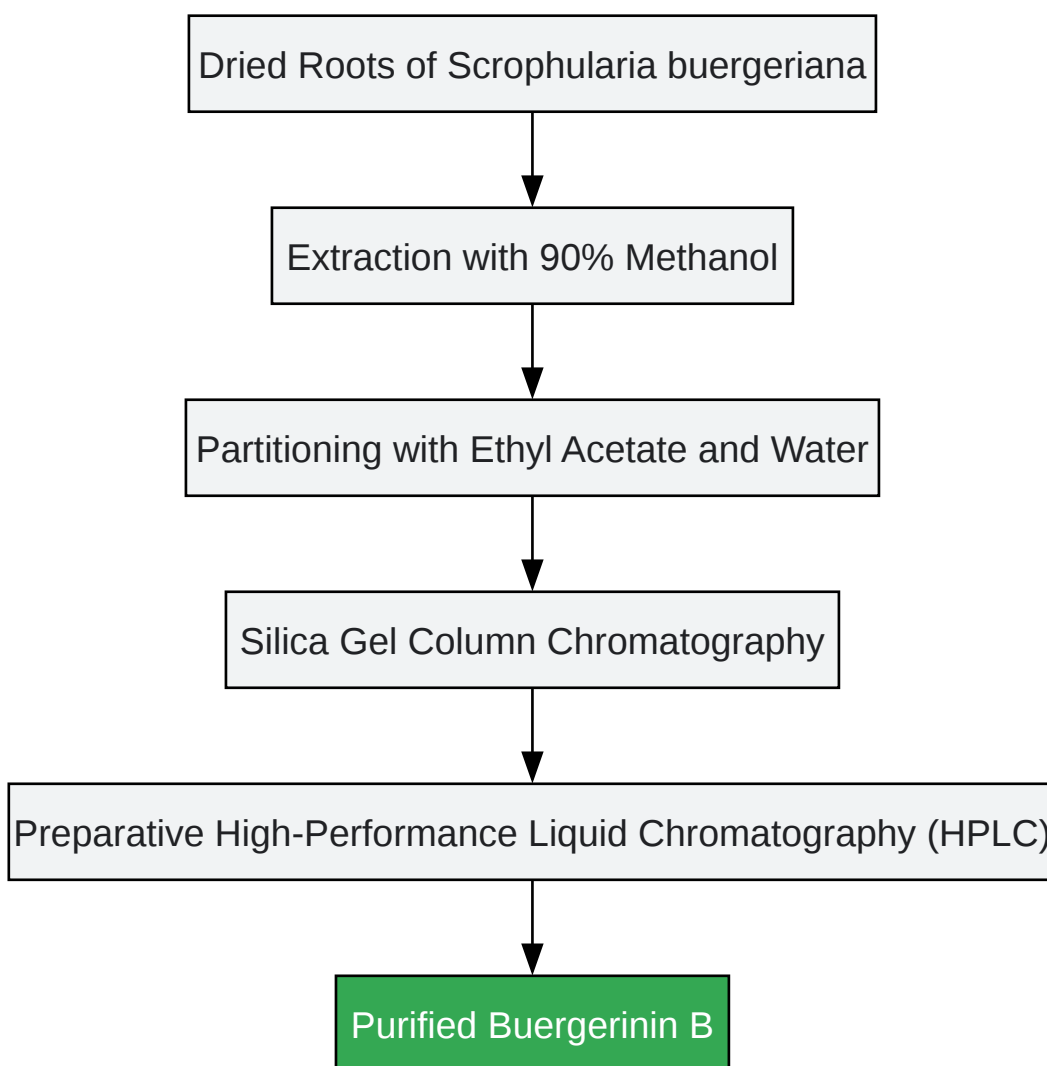 Dried Roots of Scrophularia buergeriana
Extraction with 90% Methanol
Partitioning with Ethyl Acetate and Water
Silica Gel Column Chromatography
Preparative High-Performance Liquid Chromatography (HPLC)
Purified Buergerinin B